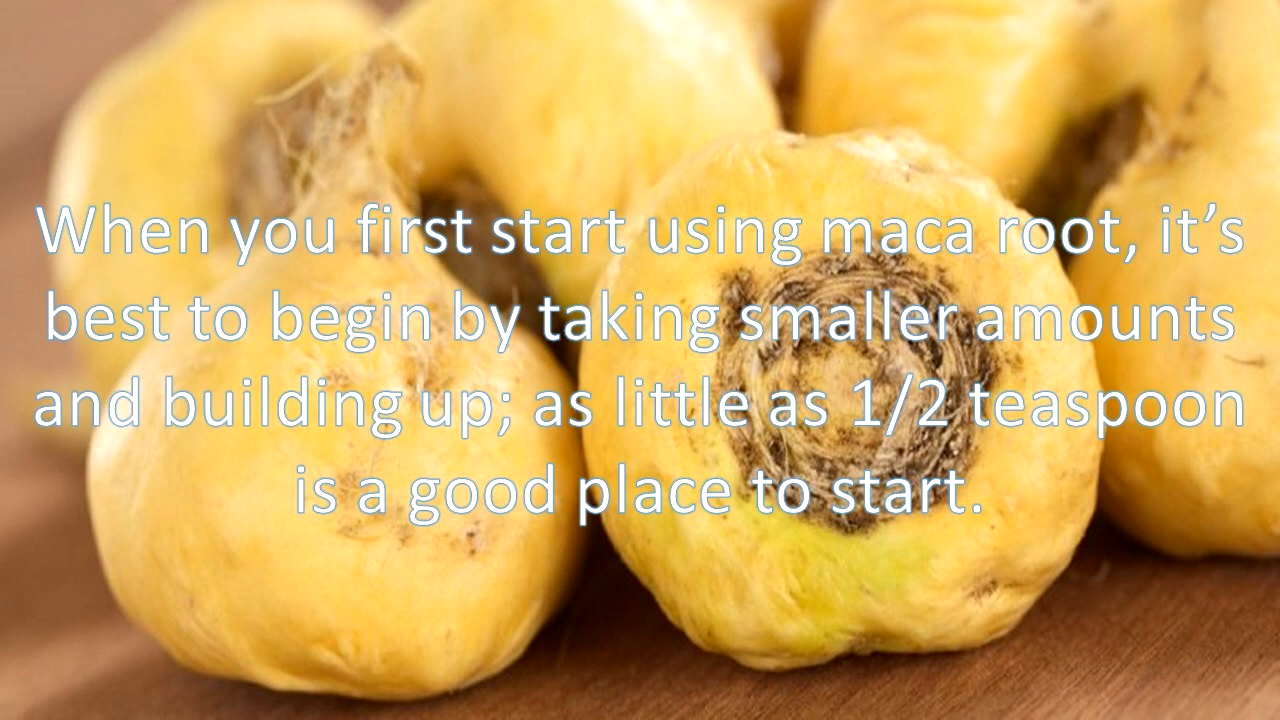 When you first start using maca root, it’s
best to begin by taking smaller amounts
and building up; as little as 1/2 teaspoon
is a good place to start.